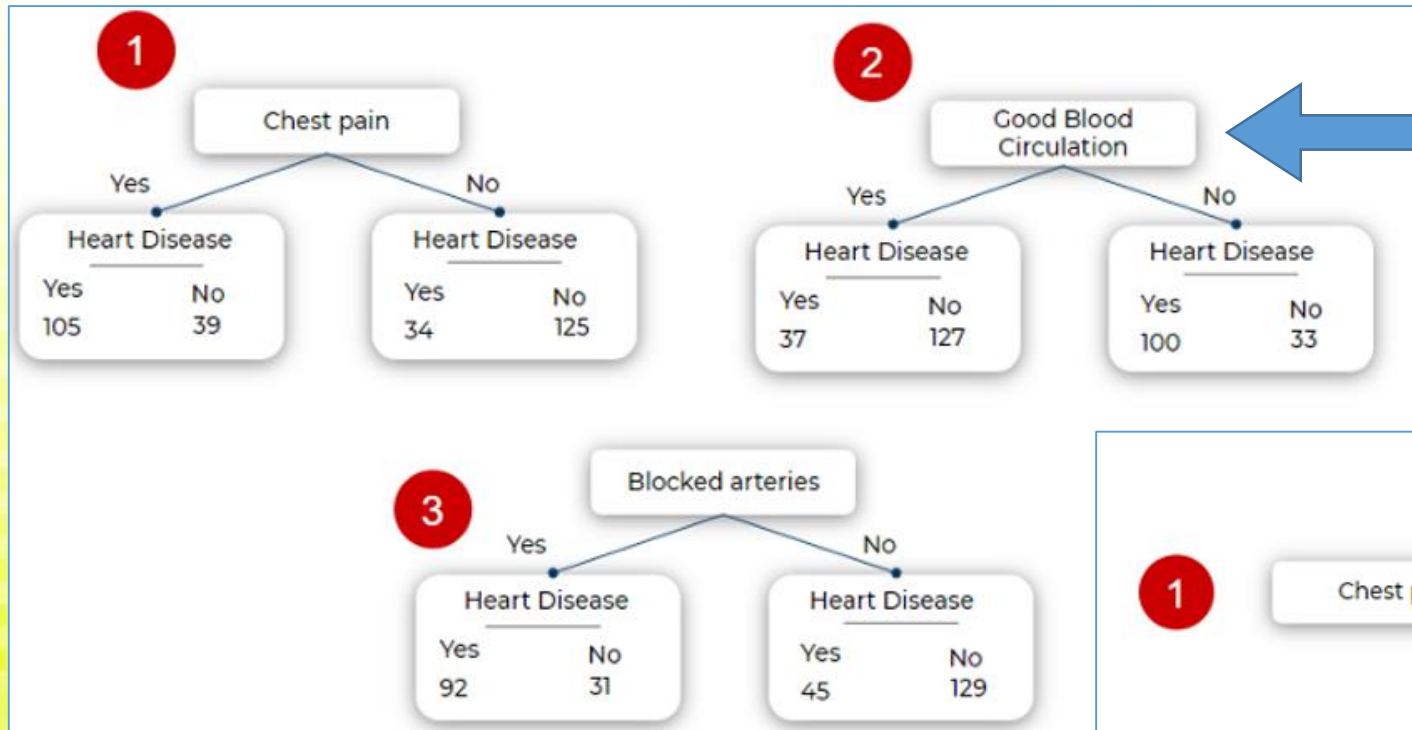 1
Chest pain
Yes
No
Heart Disease
Yes No
105 39
Heart Disease
Yes No
34 125
2
Good Blood
Circulation
Yes
No
Heart Disease
Yes No
37 127
Heart Disease
Yes No
100 33
3
Blocked arteries
Yes
No
Heart Disease
Yes No
92 31
Heart Disease
Yes No
45 129
1
Chest